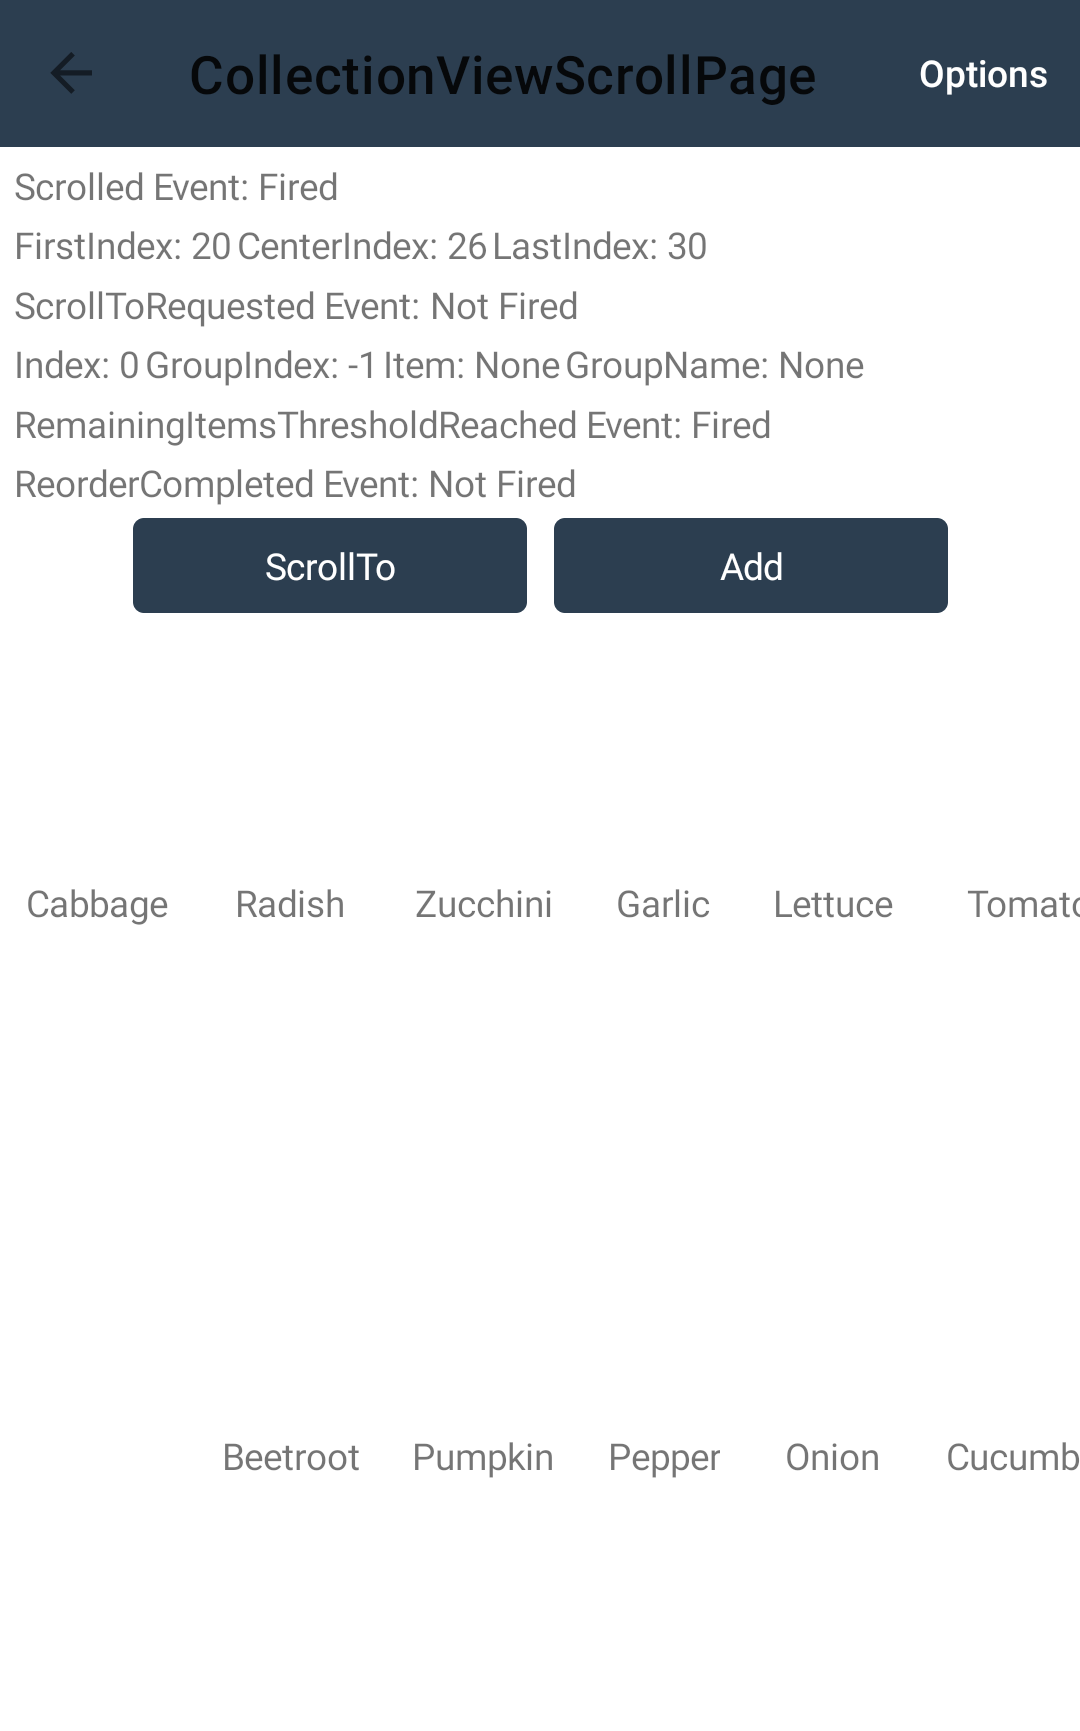 CollectionViewScrollPage
Options
Scrolled Event: Fired
FirstIndex: 20 CenterIndex: 26 LastIndex: 30
ScrollToRequested Event: Not Fired
Index: 0 GroupIndex: -1 Item: None GroupName: None
RemainingItemsThresholdReached Event: Fired
ReorderCompleted Event: Not Fired
ScrollTo Add
Cabbage Radish Zucchini Garlic Lettuce Tomato
Beetroot Pumpkin Pepper Onion Cucumb